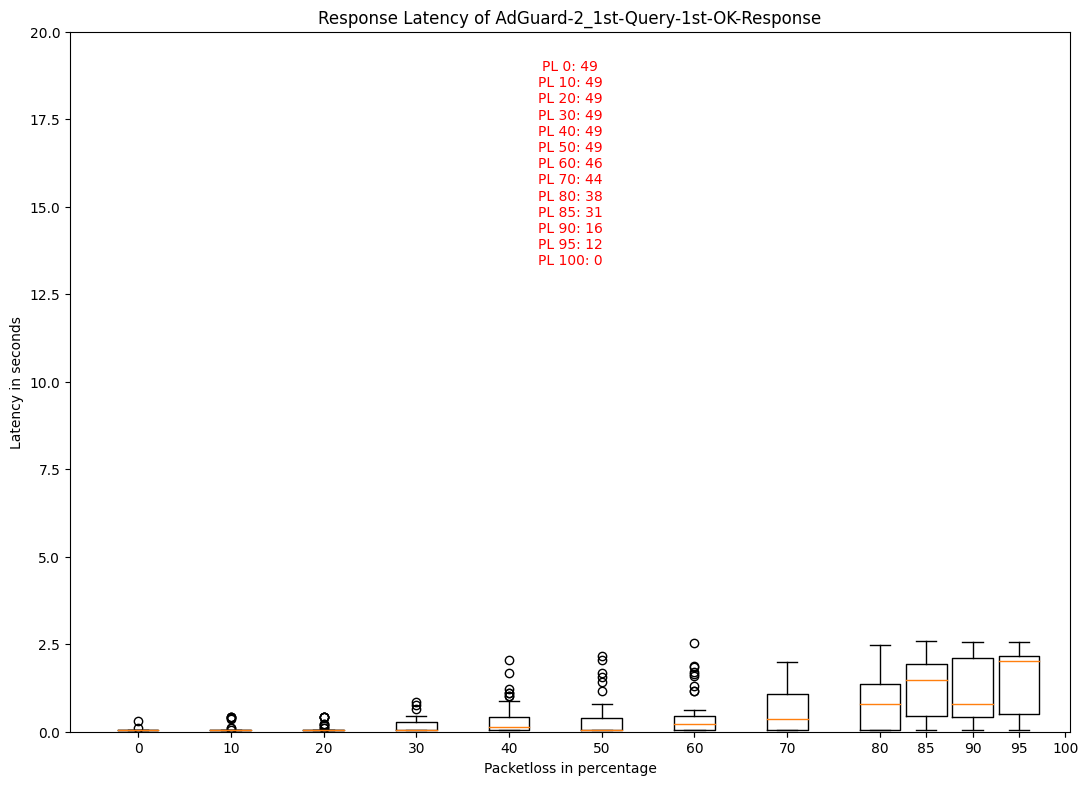 Response Latency of AdGuard-2_1st-Query-1st-OK-Response
20.0
17.5
15.0
12.5
10.0
7.5
5.0
2.5
0.0
Latency in seconds
PL 0: 49
PL 10: 49
PL 20: 49
PL 30: 49
PL 40: 49
PL 50: 49
PL 60: 46
PL 70: 44
PL 80: 38
PL 85: 31
PL 90: 16
PL 95: 12
PL 100: 0
0 10 20 30 40 50 60 70 80 85 90 95 100
Packetloss in percentage